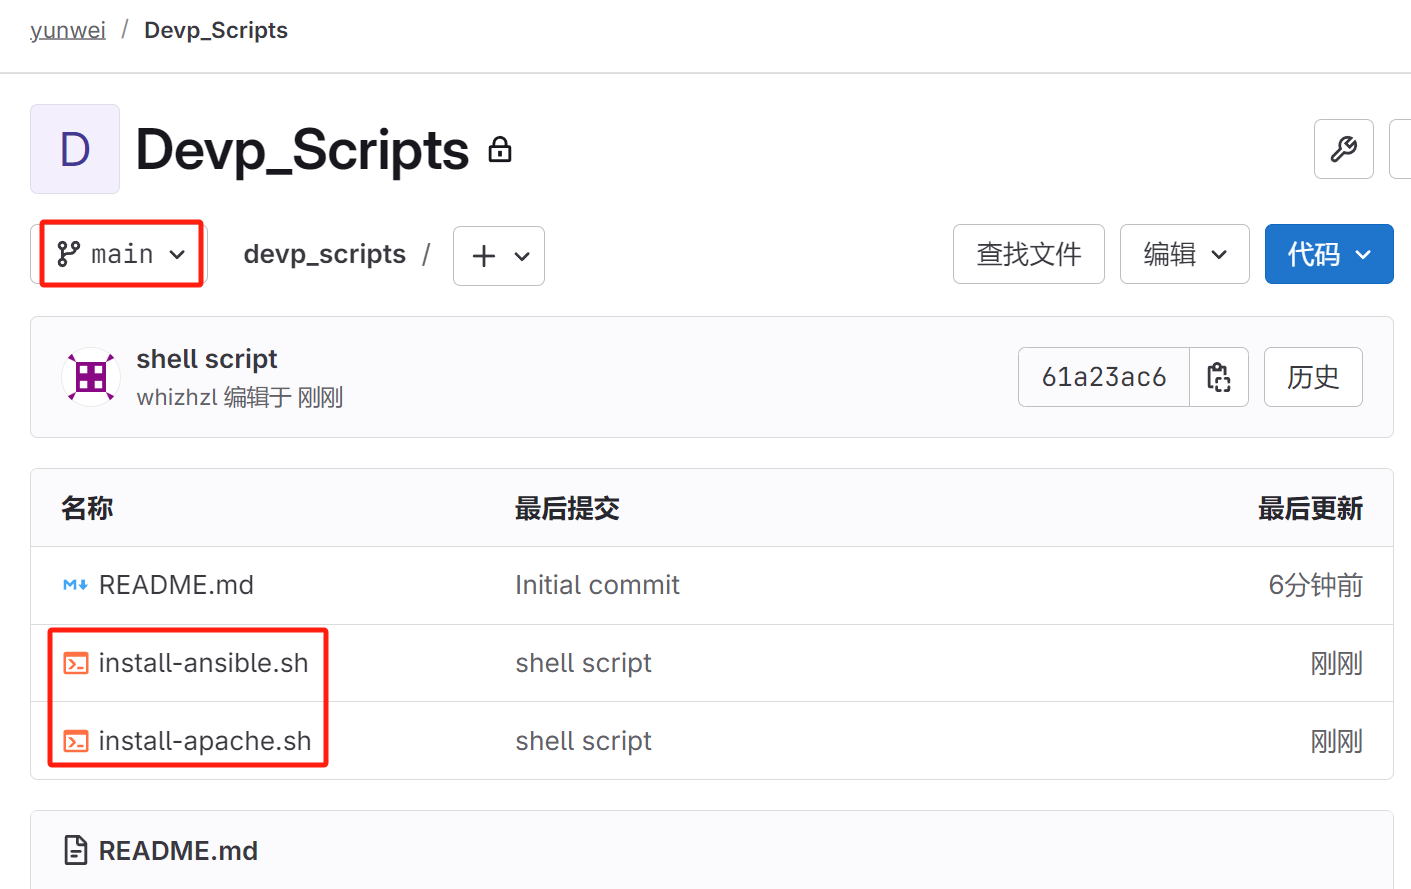 yunwei / Devp_Scripts
D Devp_Scripts
main devp_scripts / + 查找文件 编辑 代码
shell script
whizhzl 编辑于 刚刚
61a23ac6 历史
名称 最后提交 最后更新
README.md Initial commit 6分钟前
install-ansible.sh shell script 刚刚
install-apache.sh shell script 刚刚
README.md